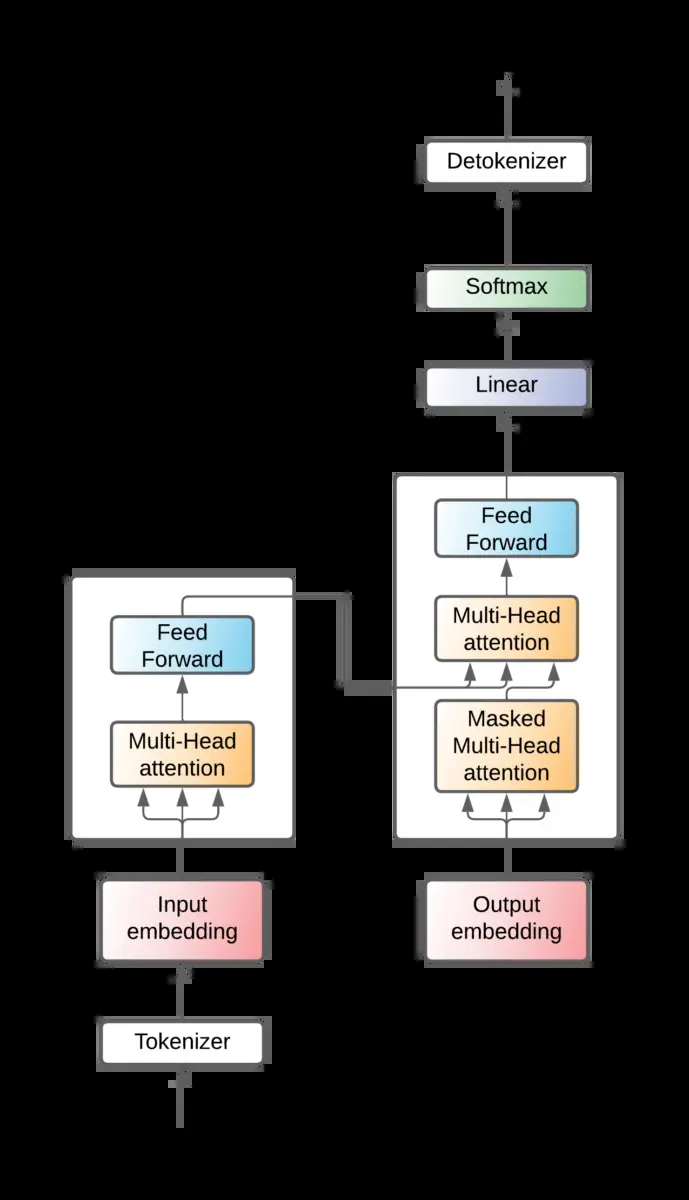 Detokenizer
Softmax
Linear
Feed
Forward
Multi-Head
attention
Masked
Multi-Head
attention
Output
embedding
Feed
Forward
Multi-Head
attention
Input
embedding
Tokenizer